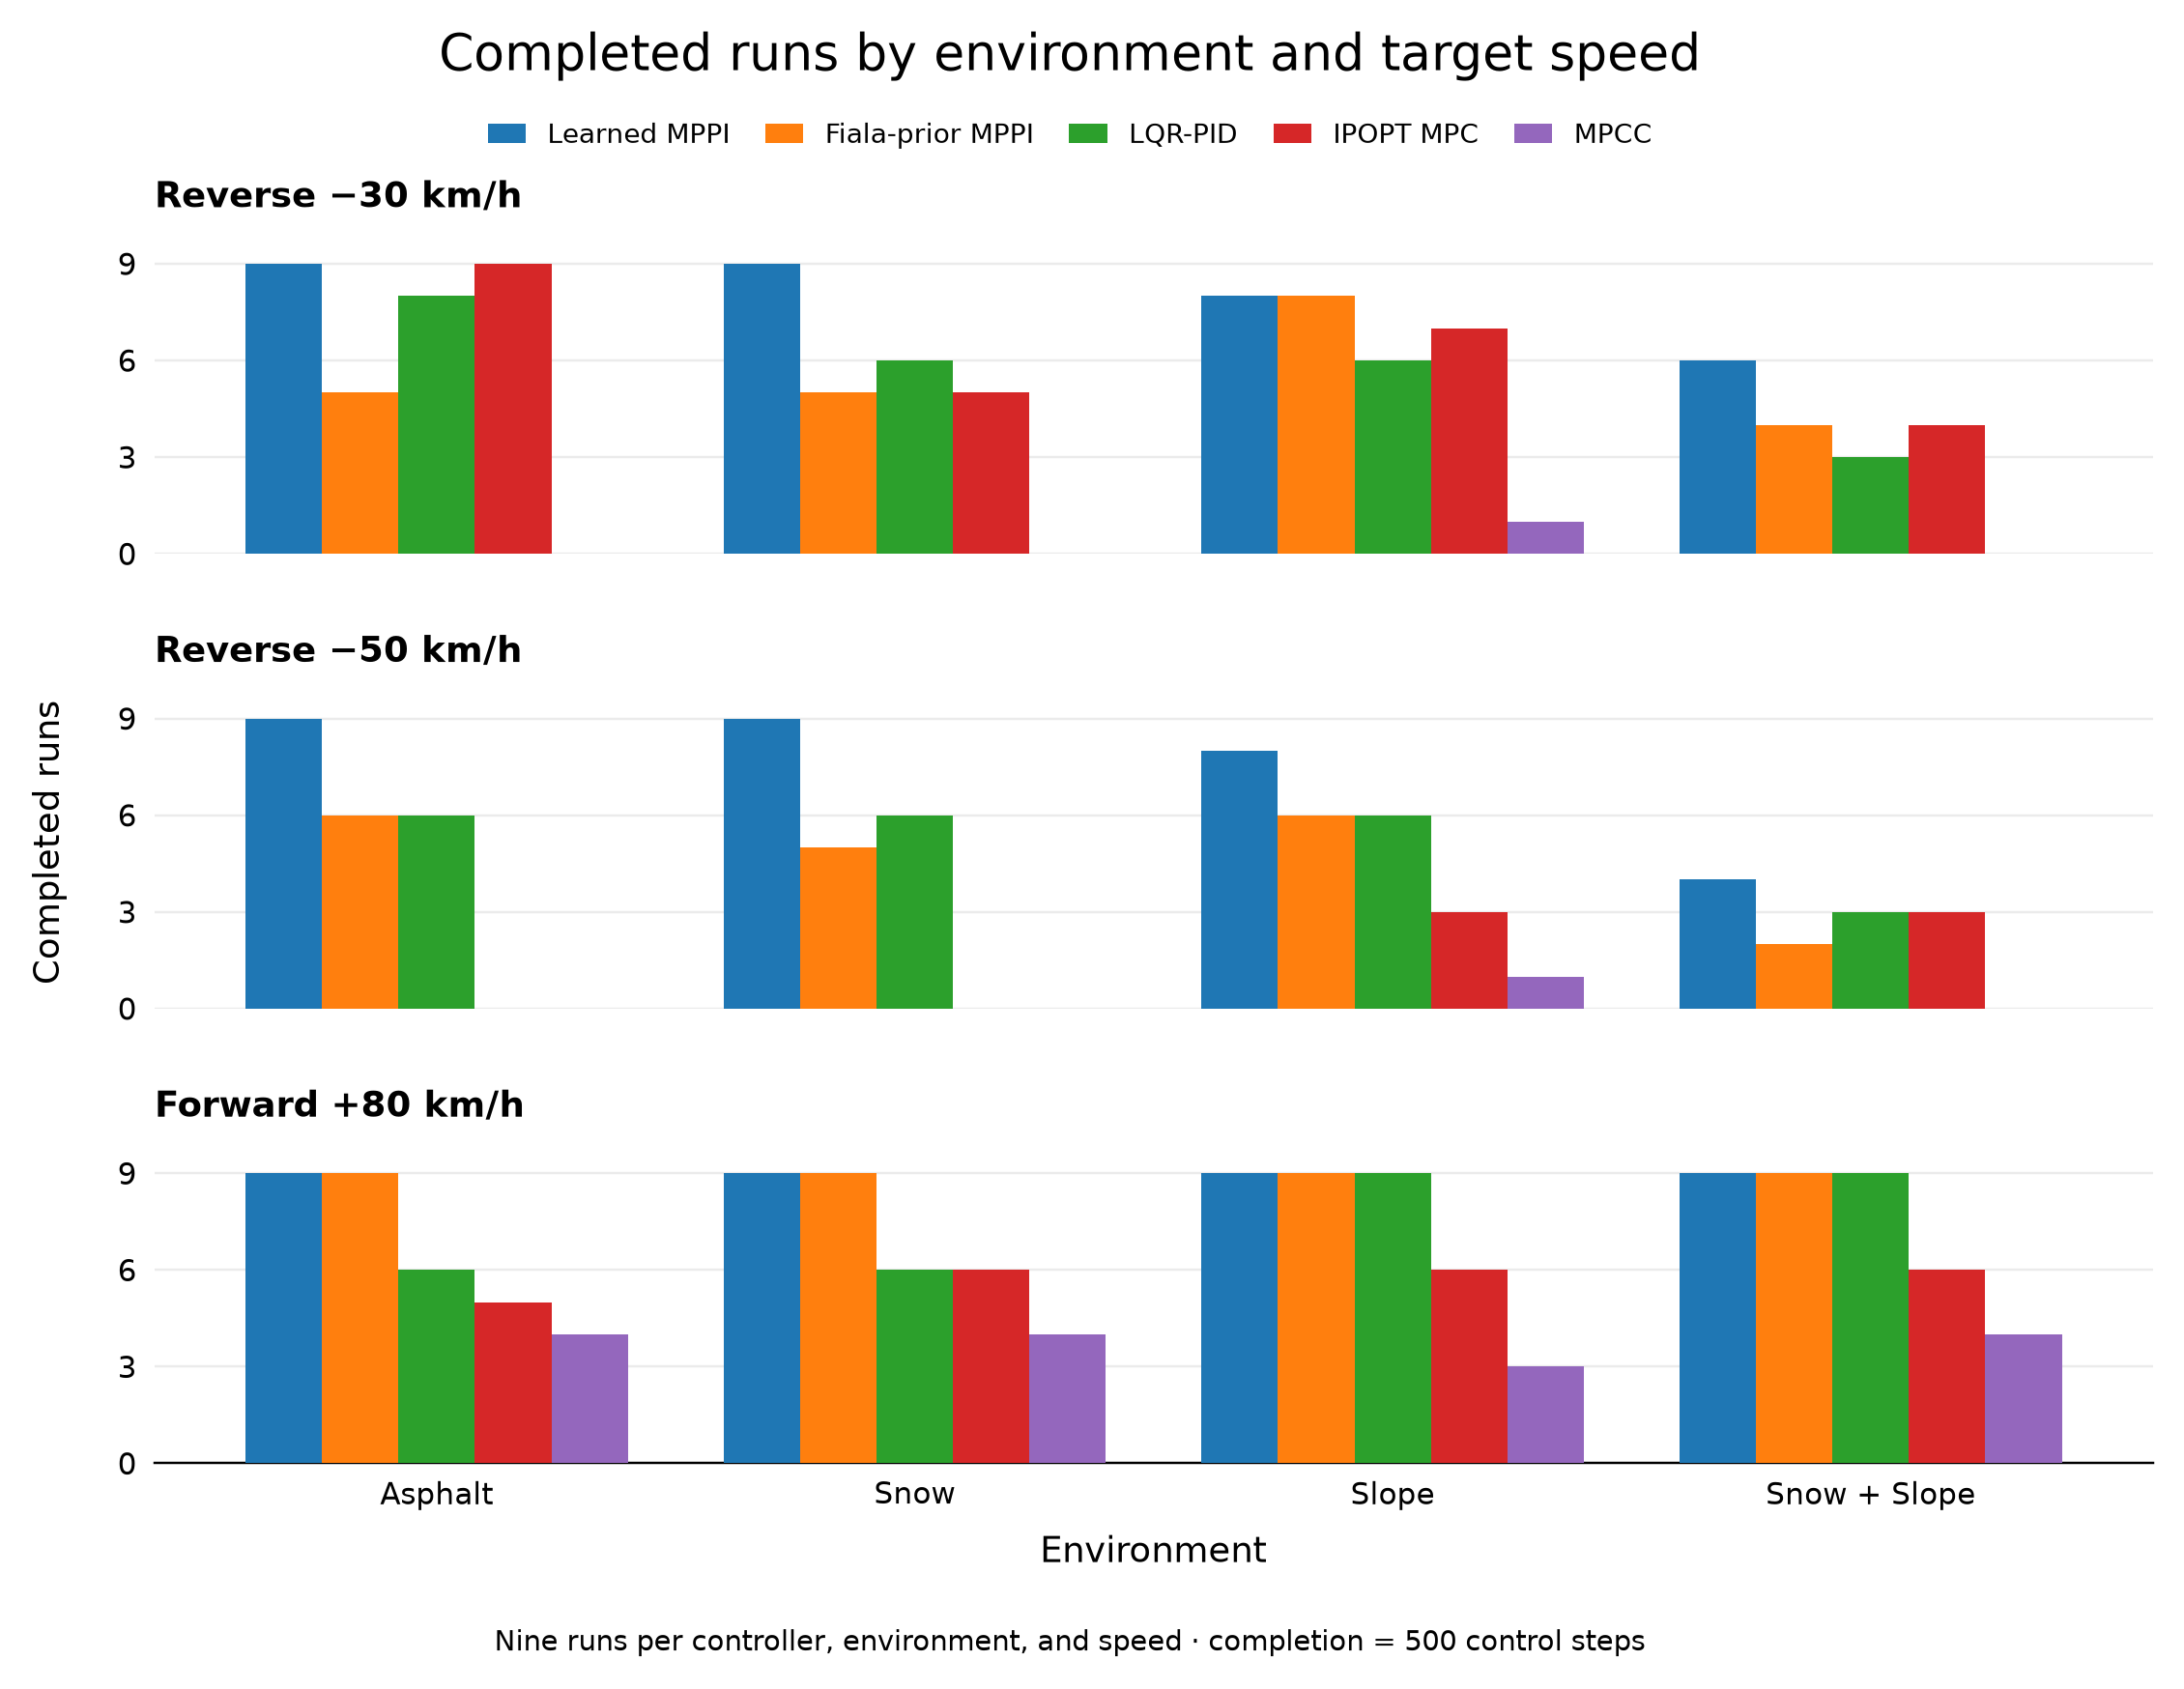 Completed runs by environment and target speed
Learned MPPI Fiala-prior MPPI LQR-PID IPOPT MPC MPCC
Reverse −30 km/h
9
6
3
0
Reverse −50 km/h
9
6
3
0
Completed runs
Forward +80 km/h
9
6
3
0
Asphalt Snow Slope Snow + Slope
Environment
Nine runs per controller, environment, and speed · completion = 500 control steps